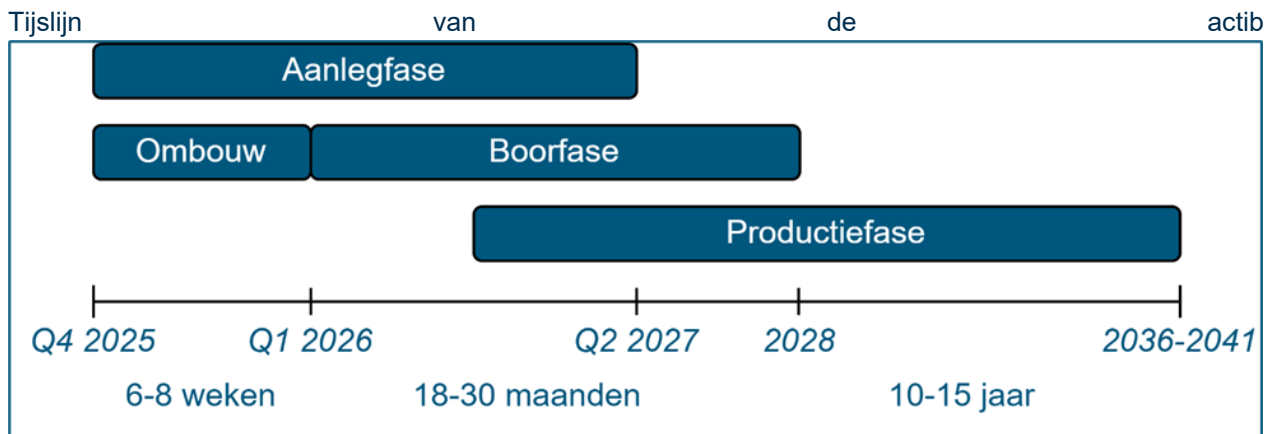 Tijslijn van de actib
Aanlegfase
Ombouw Boorfase
Productiefase
Q4 2025 Q1 2026 Q2 2027 2028 2036-2041
6-8 weken 18-30 maanden 10-15 jaar